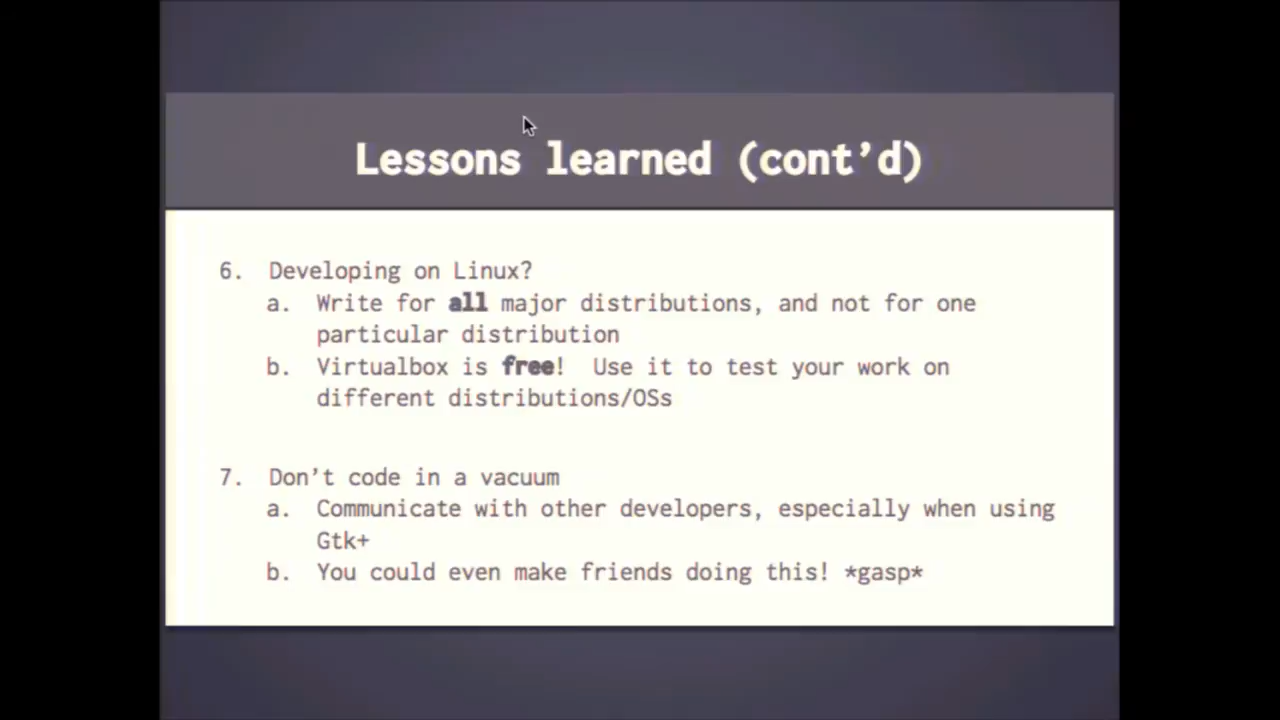 Lessons learned (cont’d)
6. Developing on Linux?
a. Write for all major distributions, and not for one
particular distribution
b. Virtualbox is free! Use it to test your work on
different distributions/OSs
7. Don’t code in a vacuum
a. Communicate with other developers, especially when using
Gtk+
b. You could even make friends doing this! *gasp*